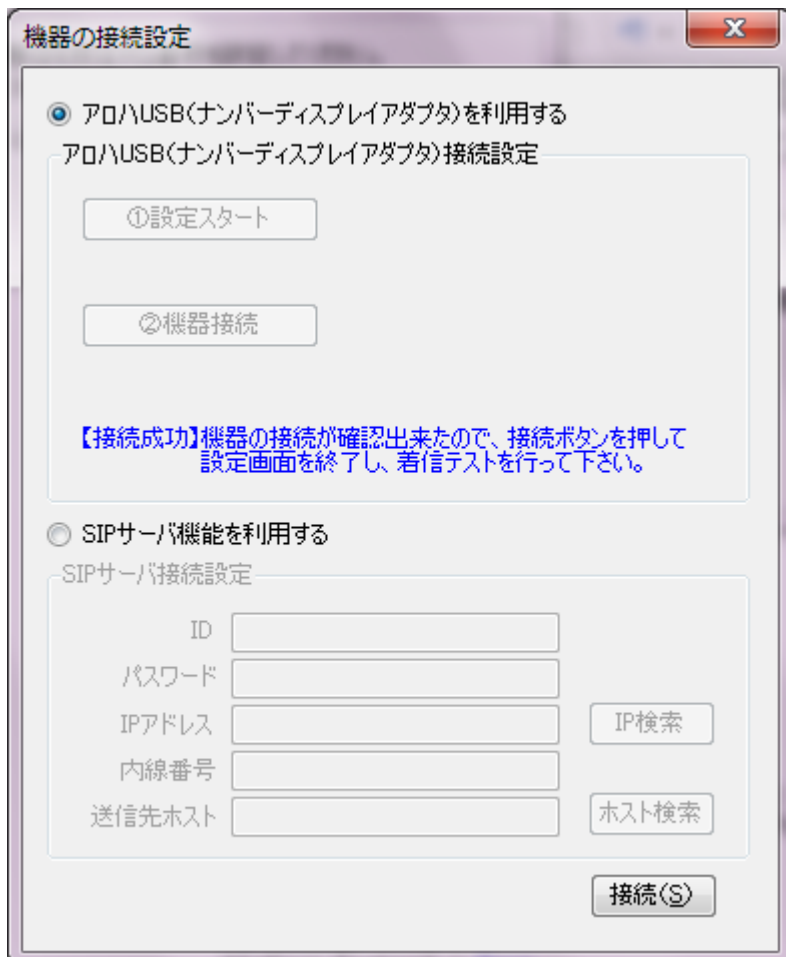 機器の接続設定
アロハUSB(ナンバーディスプレイアダプタ)を利用する
アロハUSB(ナンバーディスプレイアダプタ)接続設定
①設定スタート
②機器接続
【接続成功】機器の接続が確認出来たので、接続ボタンを押して
設定画面を終了し、着信テストを行って下さい。
SIPサーバ機能を利用する
SIPサーバ接続設定
ID
パスワード
IPアドレス
IP検索
内線番号
送信先ホスト
ホスト検索
接続(S)